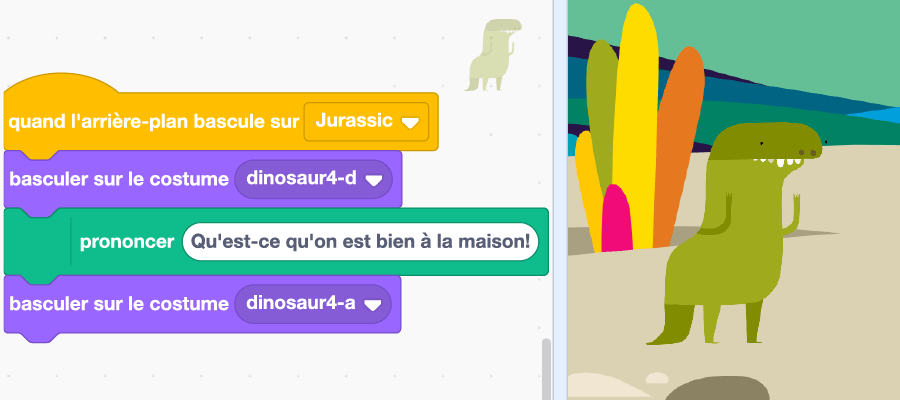 quand l'arrière-plan bascule sur Jurassic
basculer sur le costume dinosaur4-d
prononcer Qu'est-ce qu'on est bien à la maison!
basculer sur le costume dinosaur4-a